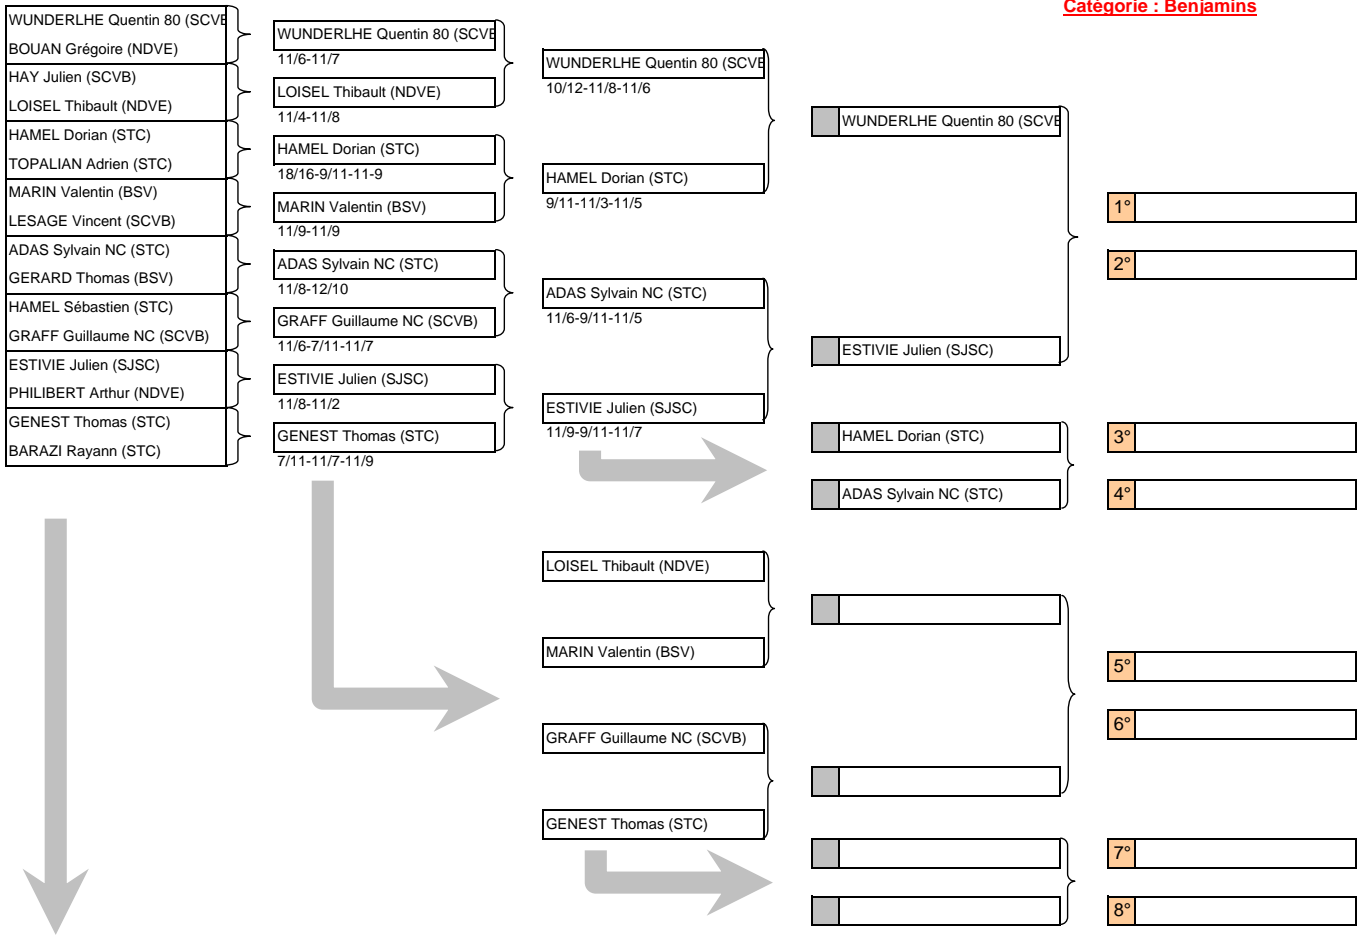 Catégorie : Benjamins
WUNDERLHE Quentin 80 (SCVE
BOUAN Grégoire (NDVE)
HAY Julien (SCVB)
LOISEL Thibault (NDVE)
HAMEL Dorian (STC)
TOPALIAN Adrien (STC)
MARIN Valentin (BSV)
LESAGE Vincent (SCVB)
ADAS Sylvain NC (STC)
GERARD Thomas (BSV)
HAMEL Sébastien (STC)
GRAFF Guillaume NC (SCVB)
ESTIVIE Julien (SJSC)
PHILIBERT Arthur (NDVE)
GENEST Thomas (STC)
BARAZI Rayann (STC)
WUNDERLHE Quentin 80 (SCVE
11/6-11/7
LOISEL Thibault (NDVE)
11/4-11/8
HAMEL Dorian (STC)
18/16-9/11-11-9
MARIN Valentin (BSV)
11/9-11/9
ADAS Sylvain NC (STC)
11/8-12/10
GRAFF Guillaume NC (SCVB)
11/6-7/11-11/7
ESTIVIE Julien (SJSC)
11/8-11/2
GENEST Thomas (STC)
7/11-11/7-11/9
WUNDERLHE Quentin 80 (SCVE
10/12-11/8-11/6
HAMEL Dorian (STC)
9/11-11/3-11/5
ADAS Sylvain NC (STC)
11/6-9/11-11/5
ESTIVIE Julien (SJSC)
11/9-9/11-11/7
LOISEL Thibault (NDVE)
MARIN Valentin (BSV)
GRAFF Guillaume NC (SCVB)
GENEST Thomas (STC)
WUNDERLHE Quentin 80 (SCVE
ESTIVIE Julien (SJSC)
HAMEL Dorian (STC)
ADAS Sylvain NC (STC)
1°
2°
3°
4°
5°
6°
7°
8°